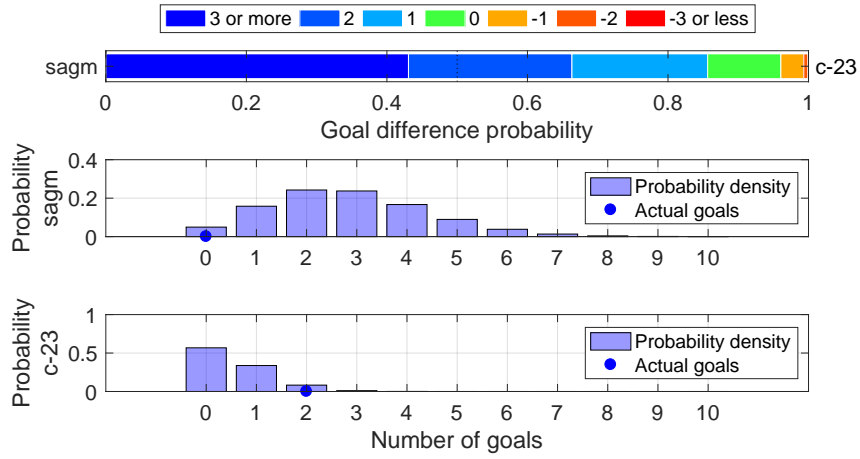 3 or more 2 1 0 -1 -2 -3 or less
sagm c-23
0 0.2 0.4 0.6 0.8 1
Goal difference probability
Probability
sagm
0.4
0.2
0
Probability density
Actual goals
0 1 2 3 4 5 6 7 8 9 10
Probability
c-23
1
0.5
0
Probability density
Actual goals
0 1 2 3 4 5 6 7 8 9 10
Number of goals